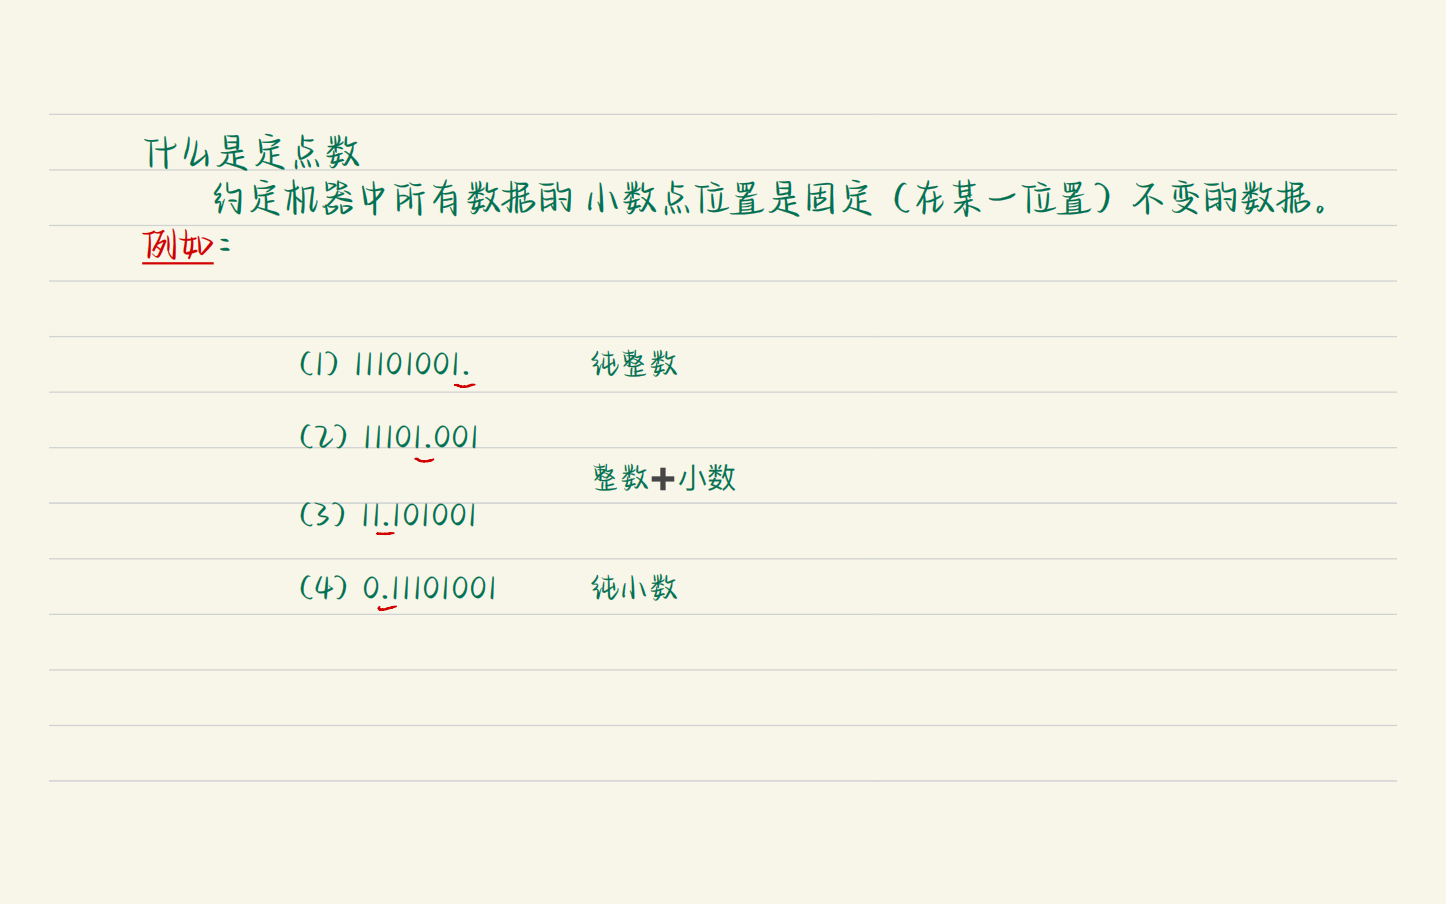 什么是定点数
约定机器中所有数据的小数点位置是固定（在某一位置）不变的数据。
例如：
(1) 11101001. 纯整数
(2) 11101.001
整数➕小数
(3) 11.101001
(4) 0.11101001 纯小数